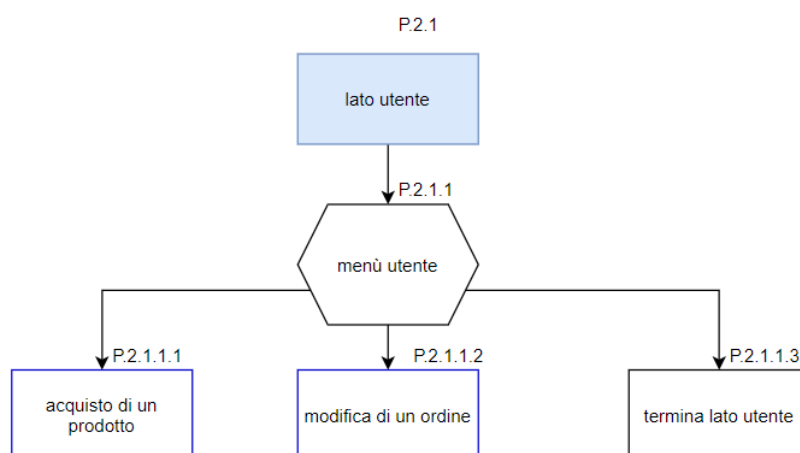 P.2.1
lato utente
P.2.1.1
menù utente
P.2.1.1.1
P.2.1.1.2
P.2.1.1.3
acquisto di un
prodotto
modifica di un ordine
termina lato utente